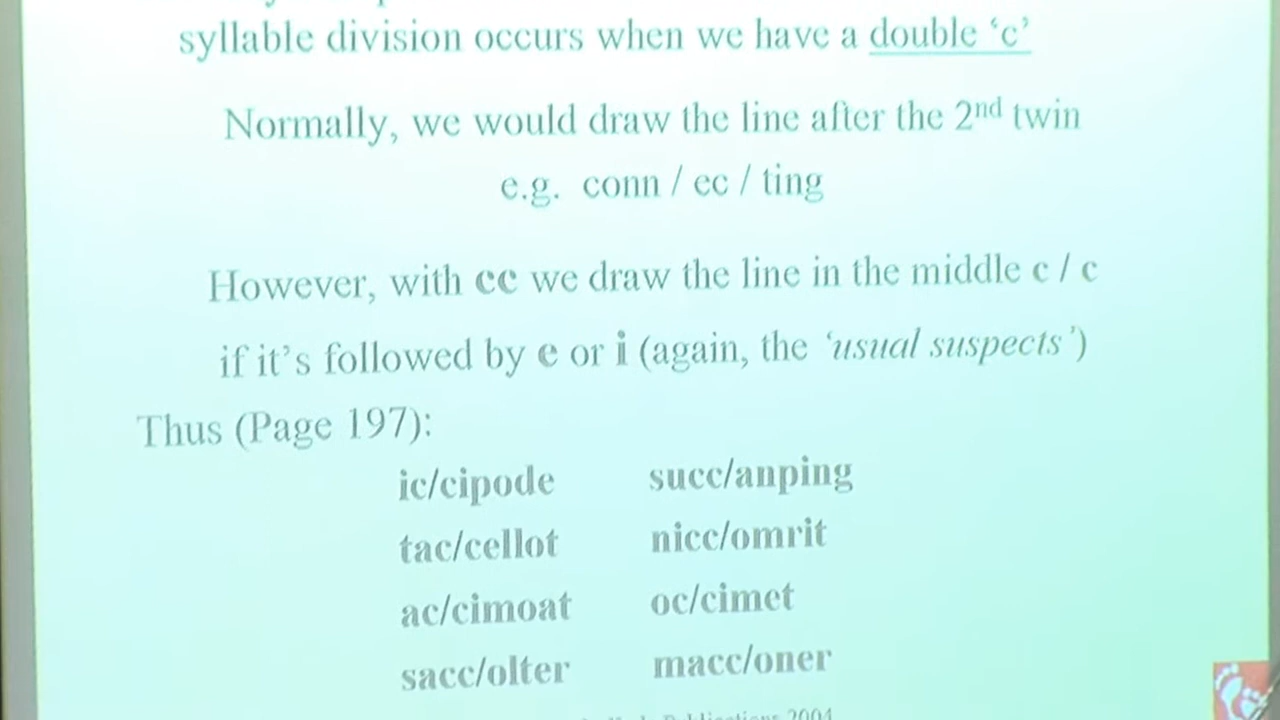 syllable division occurs when we have a double ‘c’
Normally, we would draw the line after the 2nd twin
e.g. conn / ec / ting
However, with cc we draw the line in the middle c / c
if it’s followed by e or i (again, the ‘usual suspects’)
Thus (Page 197):
ic/cipode succ/anping
tac/cellot nicc/omrit
ac/cimoat oc/cimet
sacc/olter macc/oner
Publications 2004